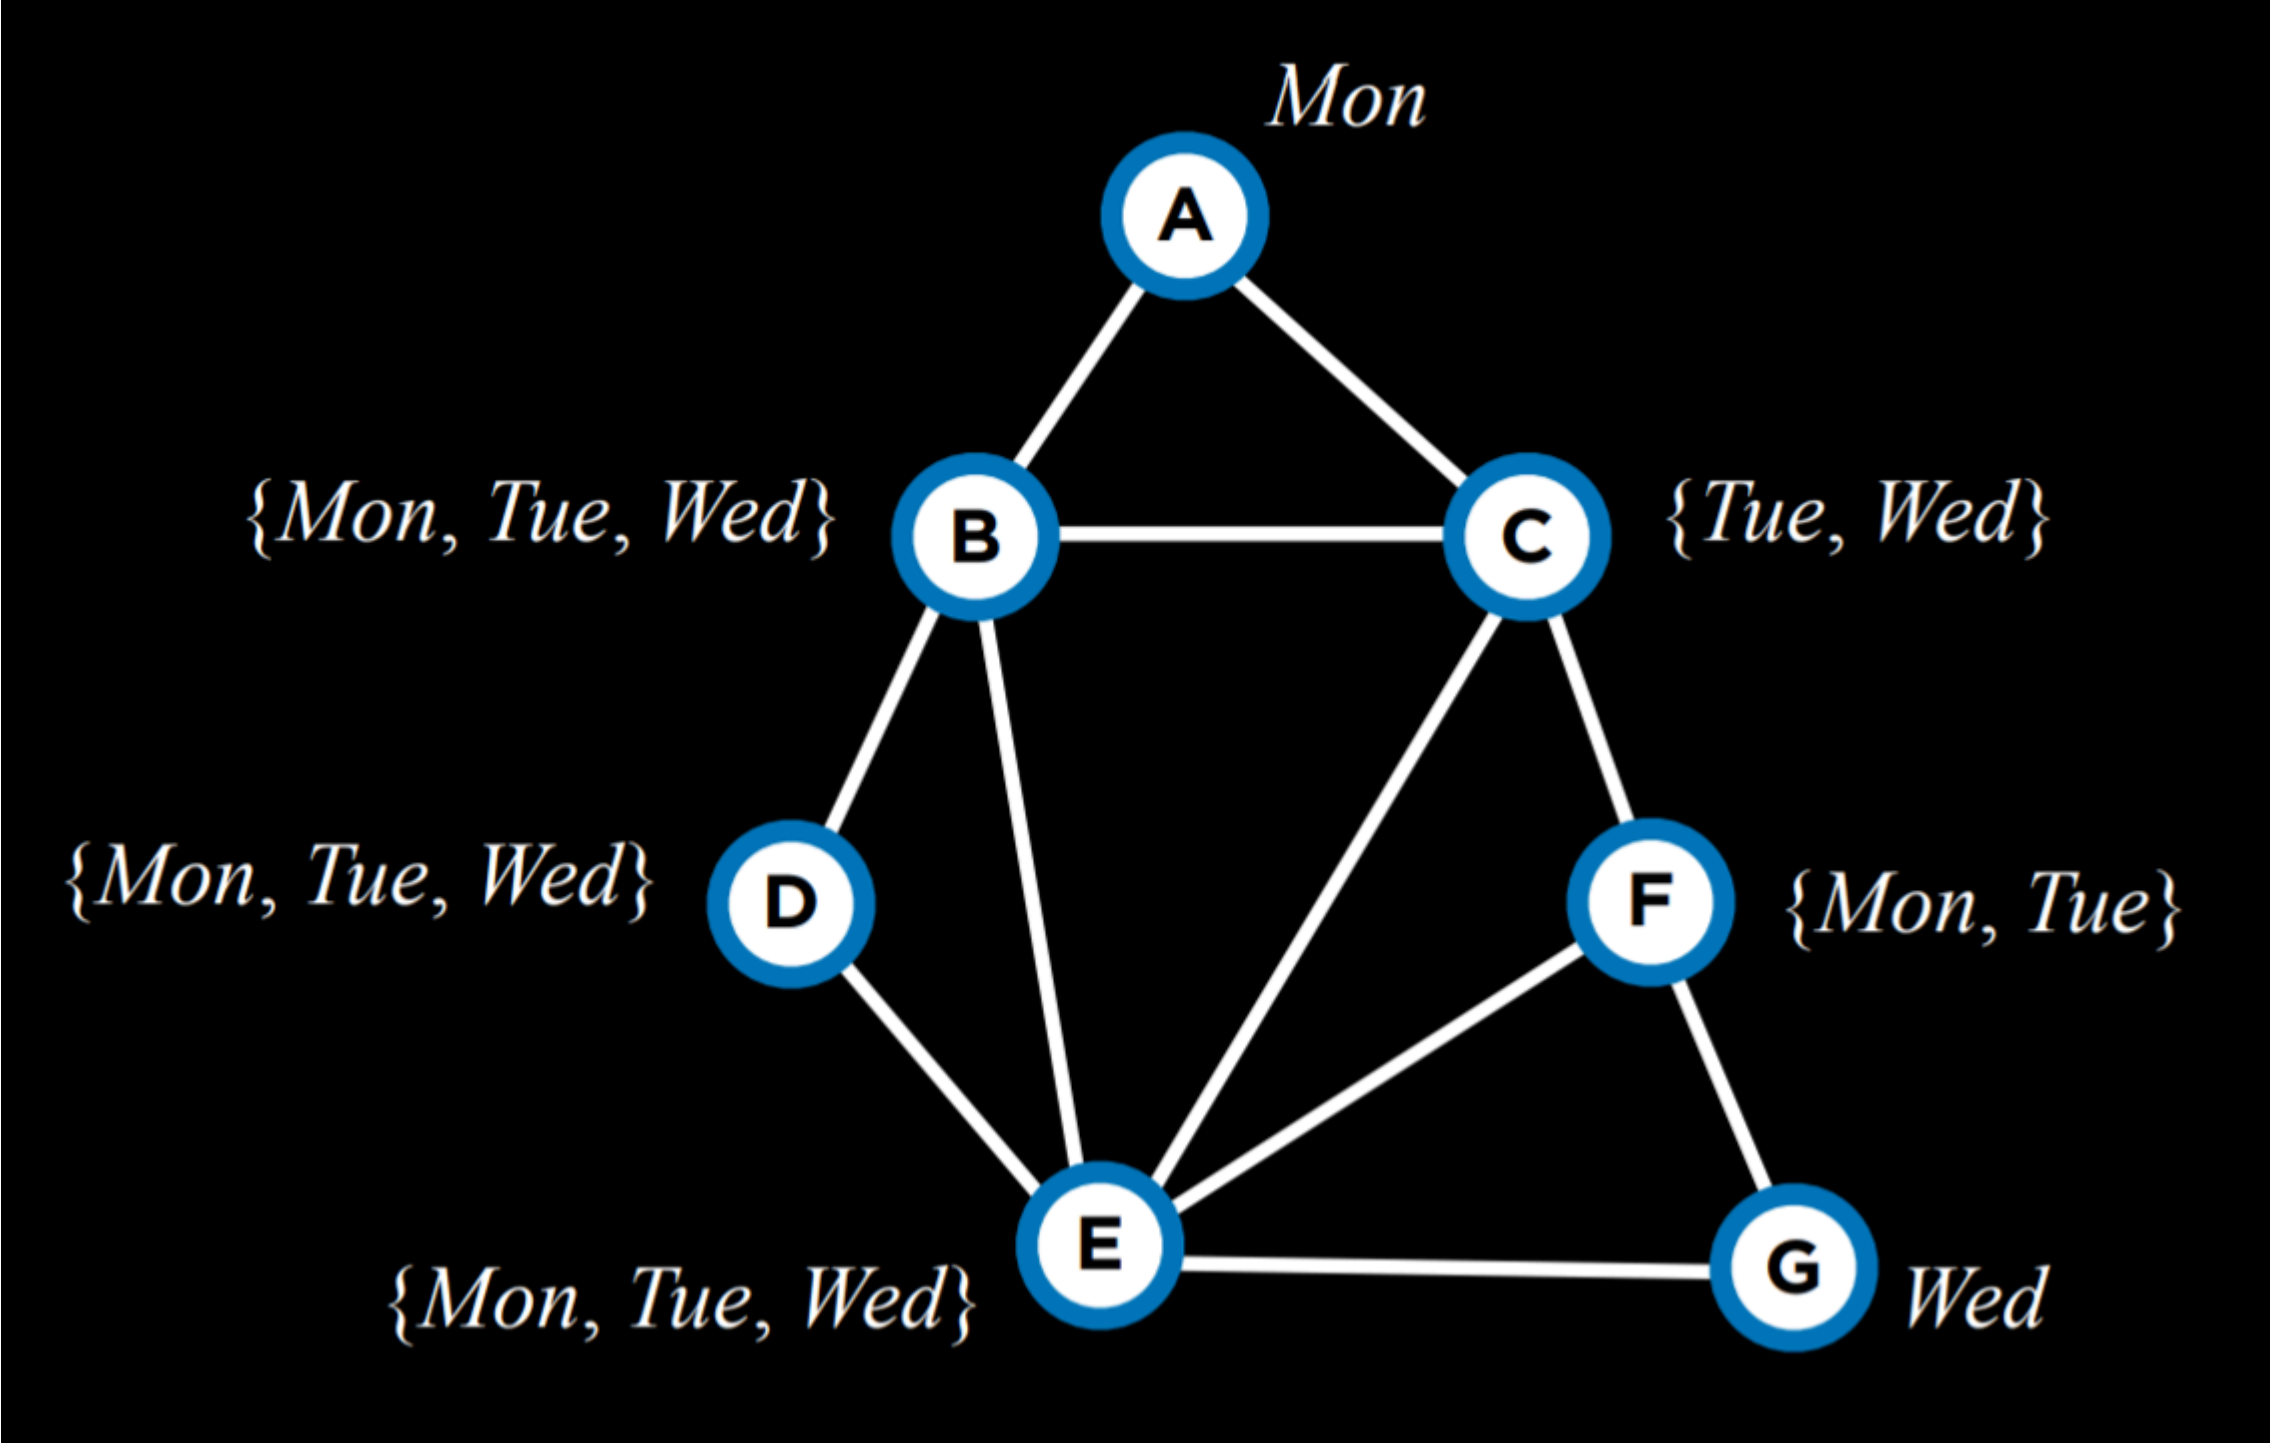 Mon
A
{Mon, Tue, Wed} B C {Tue, Wed}
{Mon, Tue, Wed} D F {Mon, Tue}
{Mon, Tue, Wed} E G Wed